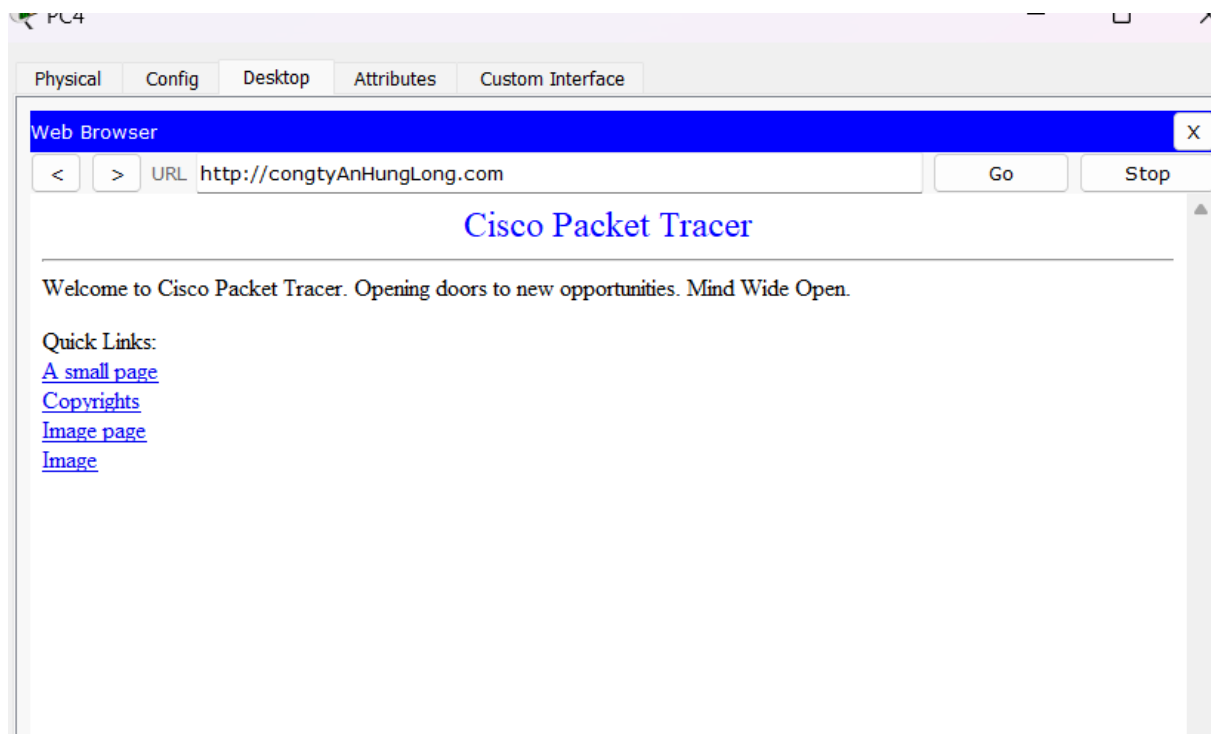 PC4
Physical Config Desktop Attributes Custom Interface
Web Browser X
< > URL http://congtyAnHungLong.com Go Stop
Cisco Packet Tracer
Welcome to Cisco Packet Tracer. Opening doors to new opportunities. Mind Wide Open.
Quick Links:
A small page
Copyrights
Image page
Image